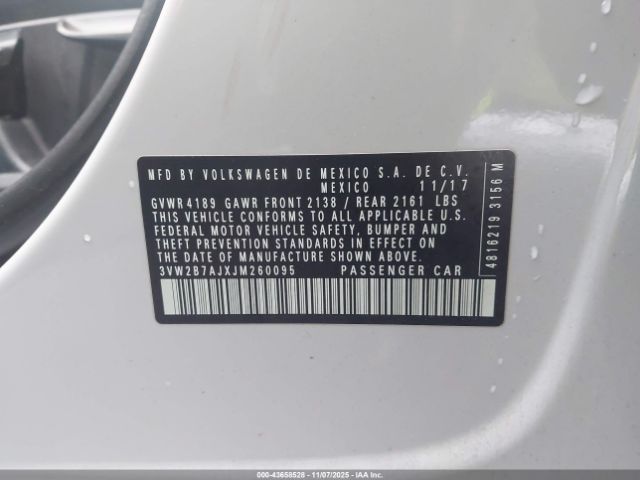 MFD BY VOLKSWAGEN DE MEXICO S.A. DE C.V.
MEXICO 11/17
GVWR 4189 GAWR FRONT 2138 / REAR 2161 LBS
THIS VEHICLE CONFORMS TO ALL APPLICABLE U.S.
FEDERAL MOTOR VEHICLE SAFETY, BUMPER AND
THEFT PREVENTION STANDARDS IN EFFECT ON
THE DATE OF MANUFACTURE SHOWN ABOVE.
3VW2B7AJXJM260095 PASSENGER CAR
4816219 3156 M
000-43658528 - 11/07/2025 - IAAI.COM